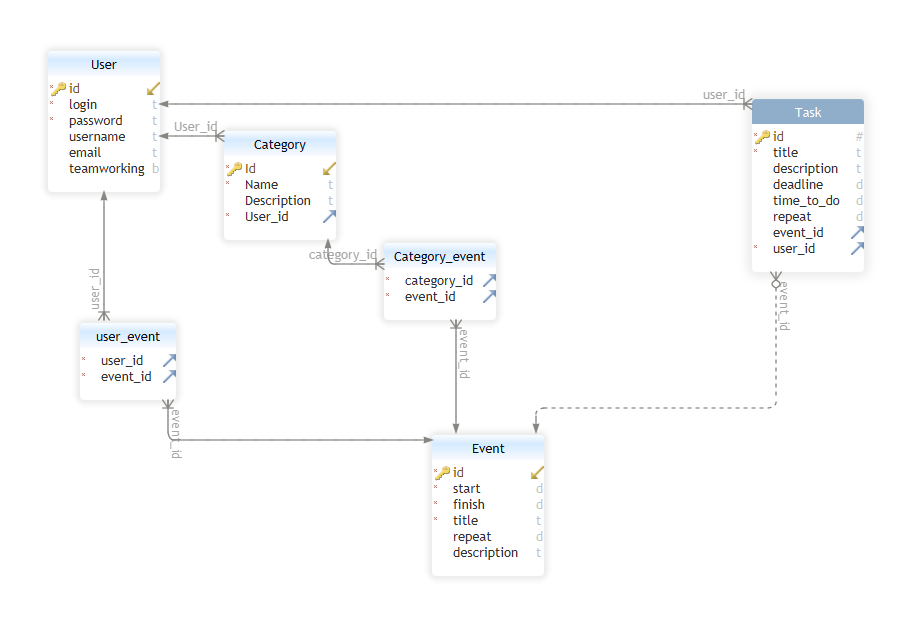 User
id
login t
password t
username t
email t
teamworking b
User_id
Category
Id
Name t
Description t
User_id
user_id
Task
id #
title t
description t
deadline d
time_to_do d
repeat d
event_id
user_id
category_id
Category_event
category_id
event_id
user_id
user_event
user_id
event_id
event_id
event_id
event_id
Event
id
start d
finish d
title t
repeat d
description t